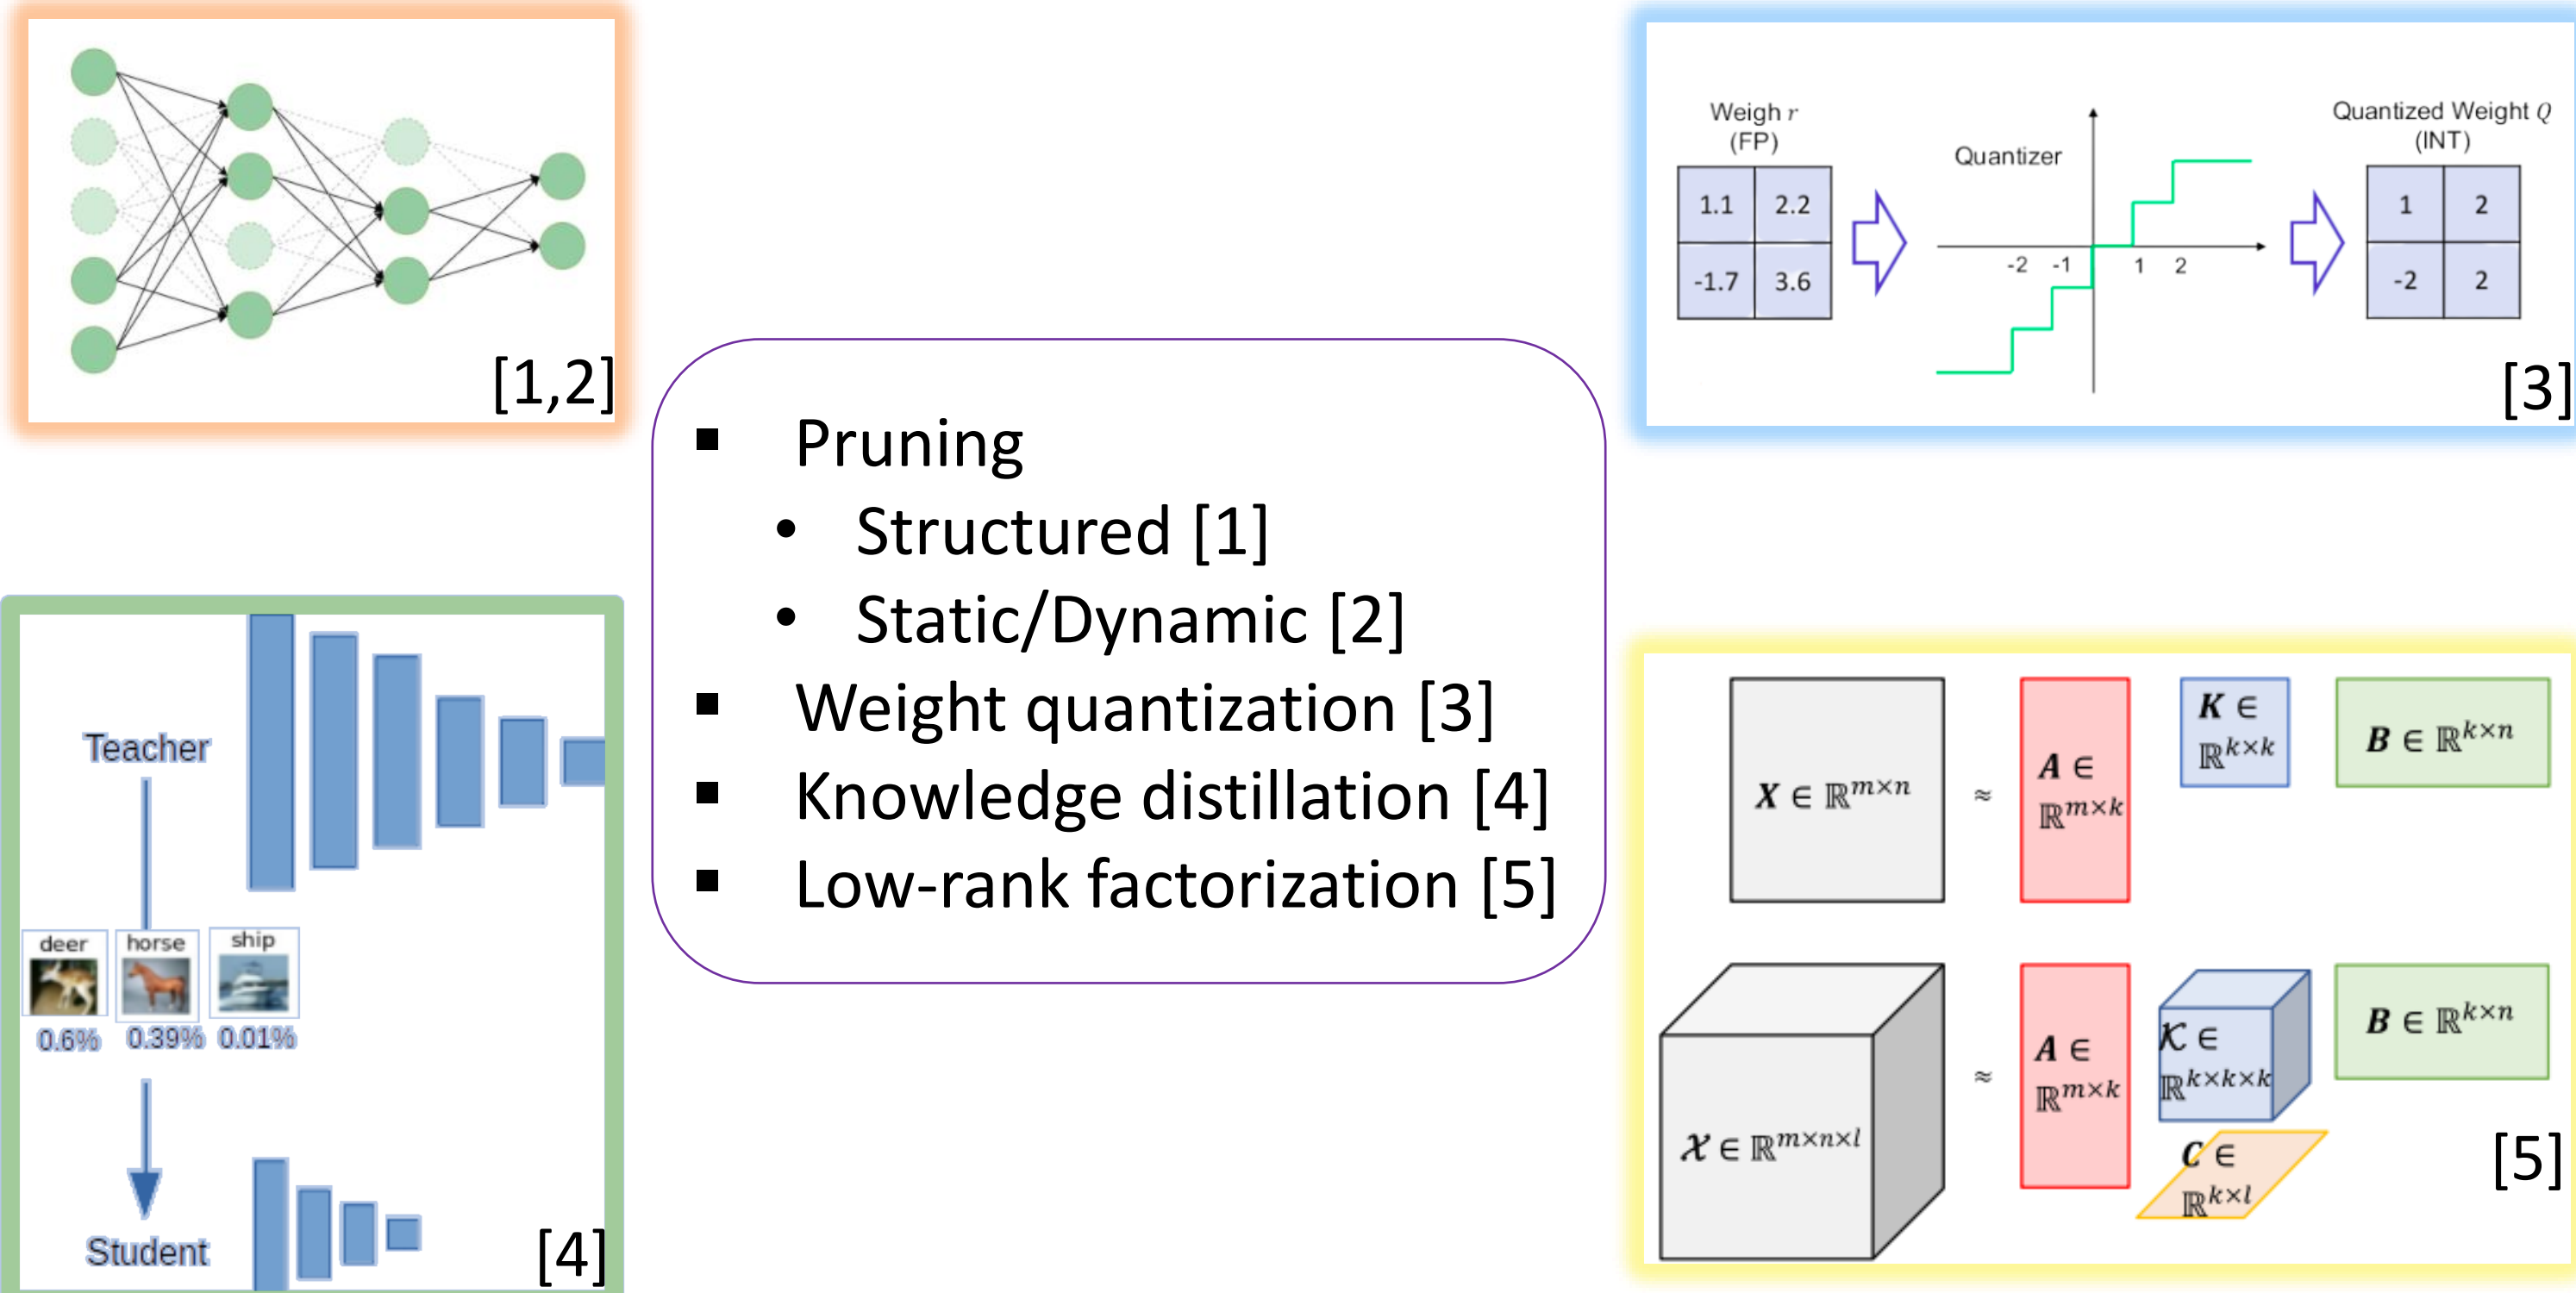 [1,2]
Weigh r
(FP)
1.1 2.2
-1.7 3.6
Quantizer
-2 -1 1 2
Quantized Weight Q
(INT)
1 2
-2 2
[3]
▪ Pruning
• Structured [1]
• Static/Dynamic [2]
▪ Weight quantization [3]
▪ Knowledge distillation [4]
▪ Low-rank factorization [5]
Teacher
deer horse ship
0.6% 0.39% 0.01%
Student
[4]
X ∈ ℝ^{m×n}
≈
A ∈
ℝ^{m×k}
K ∈
ℝ^{k×k}
B ∈ ℝ^{k×n}
𝒳 ∈ ℝ^{m×n×l}
≈
A ∈
ℝ^{m×k}
𝒦 ∈
ℝ^{k×k×k}
B ∈ ℝ^{k×n}
C ∈
ℝ^{k×l}
[5]